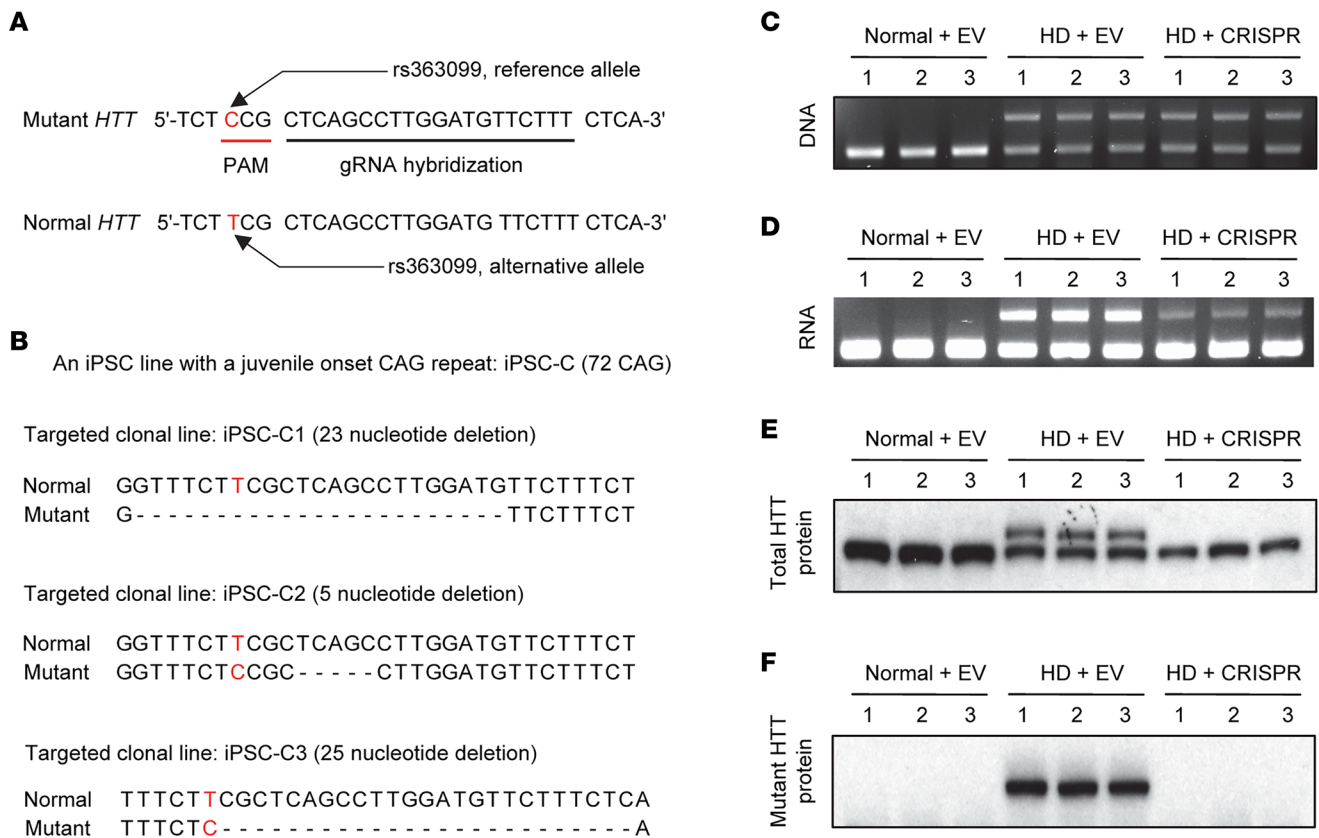 A
rs363099, reference allele
Mutant HTT 5'-TCT CCG CTCAGCCTTGGATGTTCTTT CTCA-3'
PAM gRNA hybridization
Normal HTT 5'-TCT TCG CTCAGCCTTGGATG TTCTTT CTCA-3'
rs363099, alternative allele
B
An iPSC line with a juvenile onset CAG repeat: iPSC-C (72 CAG)
Targeted clonal line: iPSC-C1 (23 nucleotide deletion)
Normal GGTTTCTTCGCTCAGCCTTGGATGTTCTTTCT
Mutant G- - - - - - - - - - - - - - - - - - - - - - -TTCTTTCT
Targeted clonal line: iPSC-C2 (5 nucleotide deletion)
Normal GGTTTCTTCGCTCAGCCTTGGATGTTCTTTCT
Mutant GGTTTCTCCGC- - - - -CTTGGATGTTCTTTCT
Targeted clonal line: iPSC-C3 (25 nucleotide deletion)
Normal TTTCTTCGCTCAGCCTTGGATGTTCTTTCTCA
Mutant TTTCTC- - - - - - - - - - - - - - - - - - - - - - - - -A
C
Normal + EV HD + EV HD + CRISPR
1 2 3 1 2 3 1 2 3
DNA
D
Normal + EV HD + EV HD + CRISPR
1 2 3 1 2 3 1 2 3
RNA
E
Normal + EV HD + EV HD + CRISPR
1 2 3 1 2 3 1 2 3
Total HTT
protein
F
Normal + EV HD + EV HD + CRISPR
1 2 3 1 2 3 1 2 3
Mutant HTT
protein